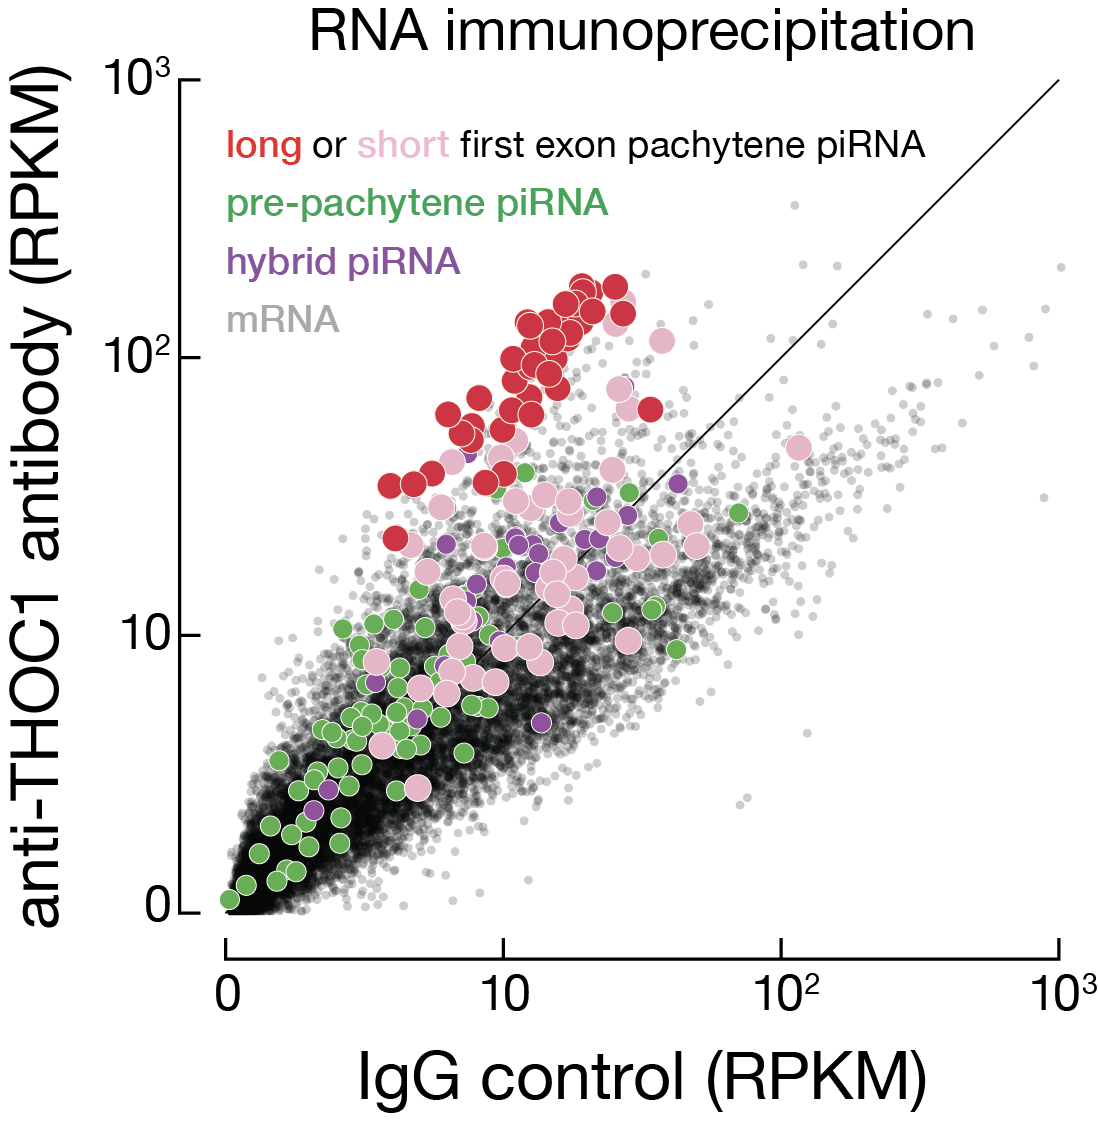 RNA immunoprecipitation
anti-THOC1 antibody (RPKM)
10³
10²
10
0
long or short first exon pachytene piRNA
pre-pachytene piRNA
hybrid piRNA
mRNA
0 10 10² 10³
IgG control (RPKM)